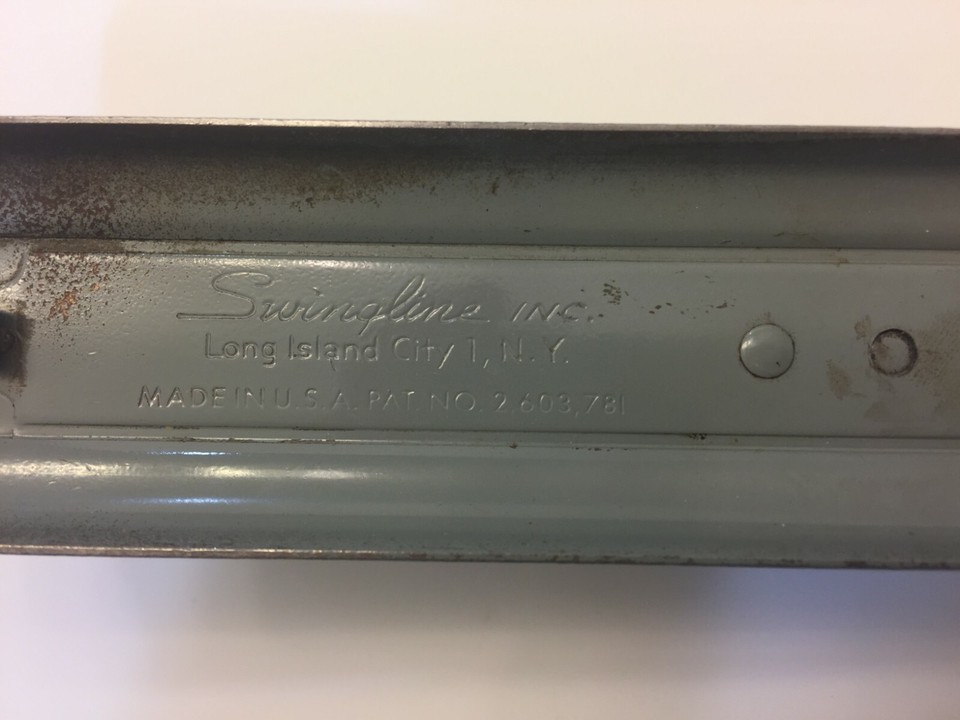 Swingline INC.
Long Island City 1, N.Y.
MADE IN U.S.A. PAT. NO. 2,603,781